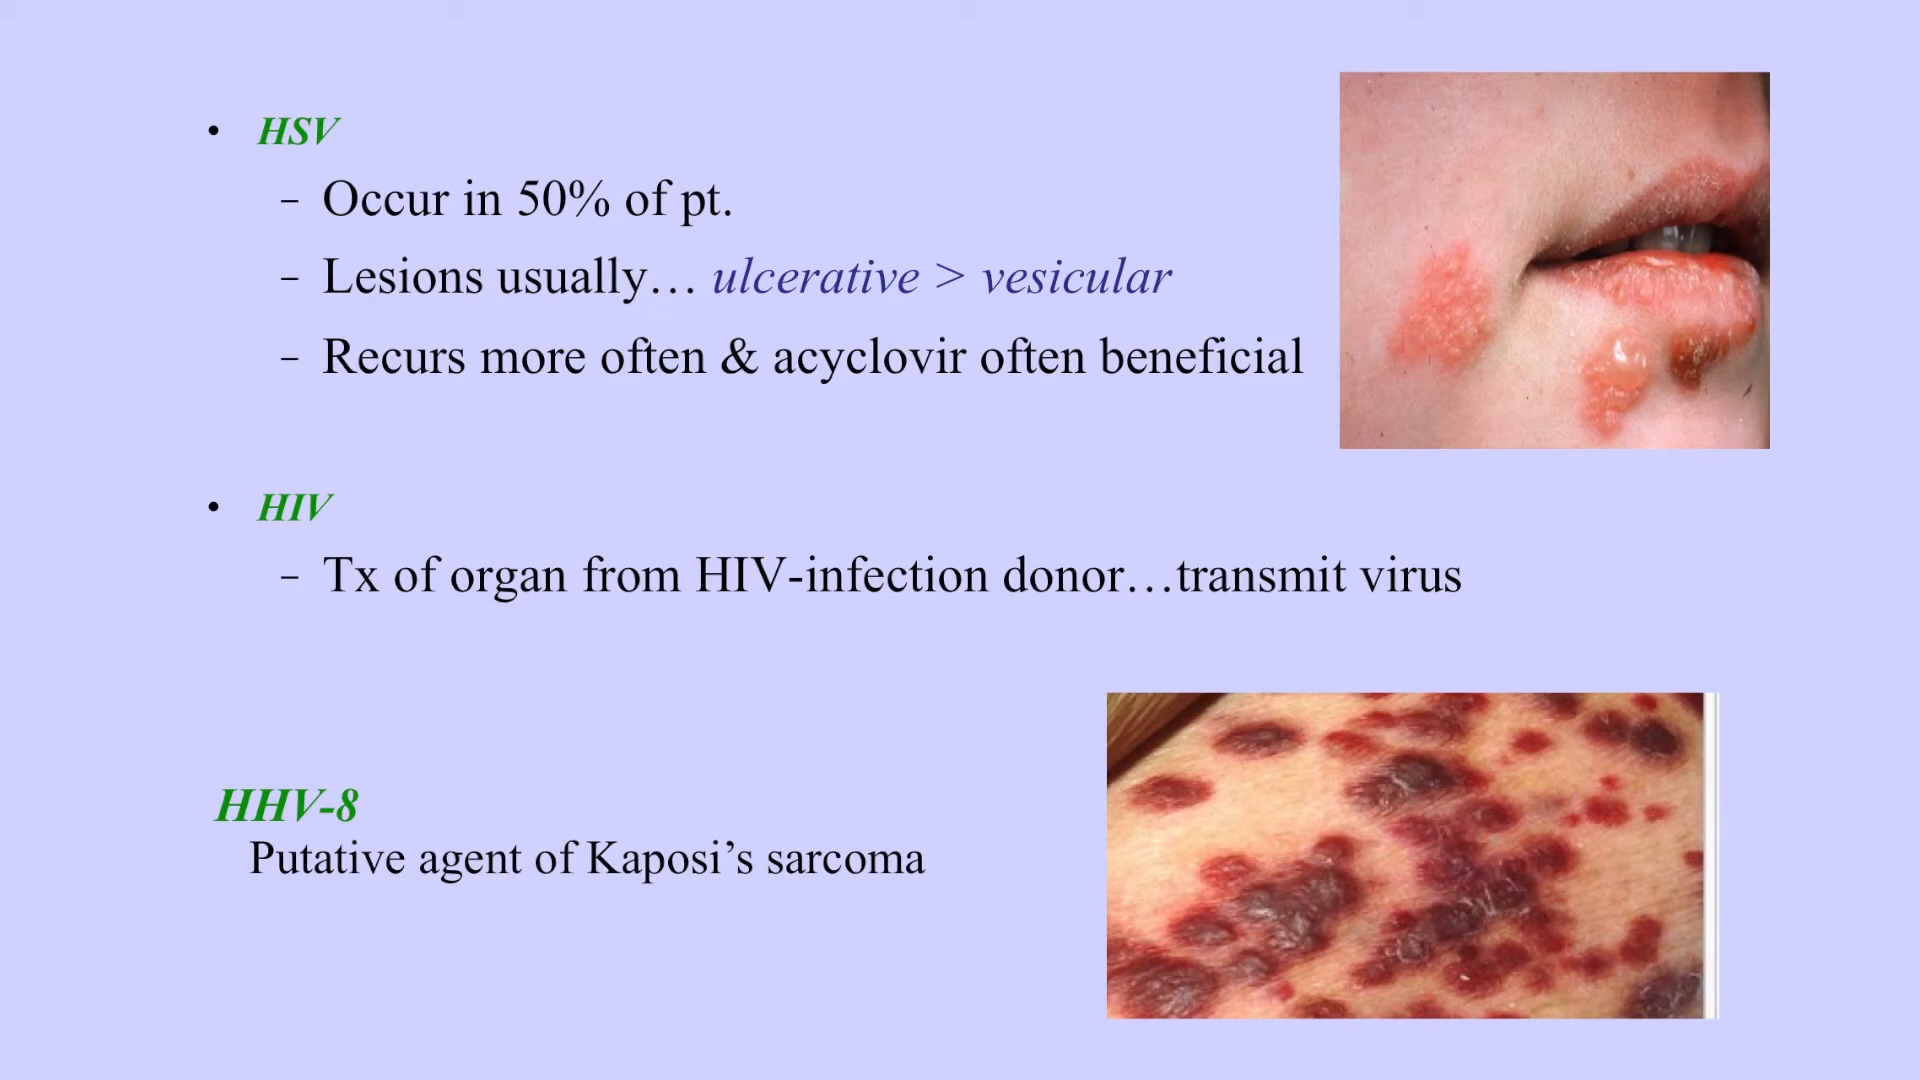 • HSV
– Occur in 50% of pt.
– Lesions usually… ulcerative > vesicular
– Recurs more often & acyclovir often beneficial
• HIV
– Tx of organ from HIV-infection donor…transmit virus
HHV-8
Putative agent of Kaposi’s sarcoma